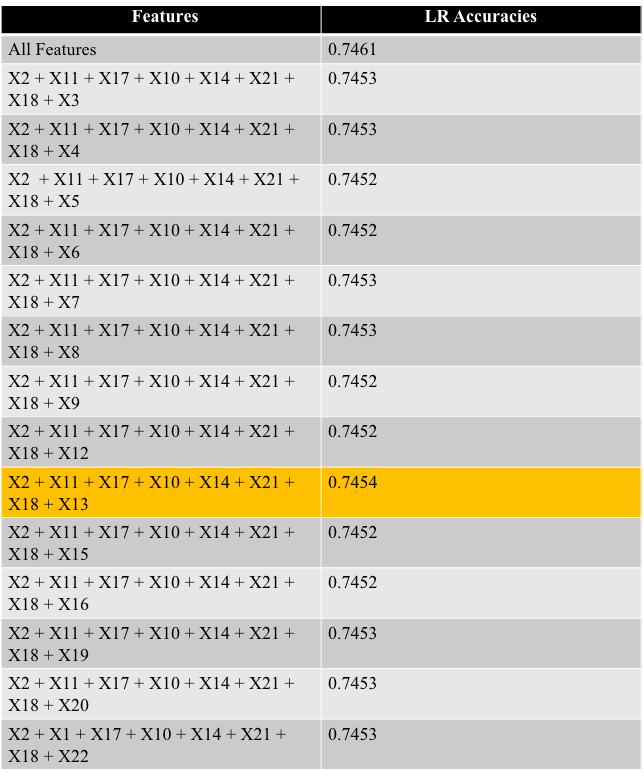 Features LR Accuracies
All Features 0.7461
X2 + X11 + X17 + X10 + X14 + X21 + 0.7453
X18 + X3
X2 + X11 + X17 + X10 + X14 + X21 + 0.7453
X18 + X4
X2 + X11 + X17 + X10 + X14 + X21 + 0.7452
X18 + X5
X2 + X11 + X17 + X10 + X14 + X21 + 0.7452
X18 + X6
X2 + X11 + X17 + X10 + X14 + X21 + 0.7453
X18 + X7
X2 + X11 + X17 + X10 + X14 + X21 + 0.7453
X18 + X8
X2 + X11 + X17 + X10 + X14 + X21 + 0.7452
X18 + X9
X2 + X11 + X17 + X10 + X14 + X21 + 0.7452
X18 + X12
X2 + X11 + X17 + X10 + X14 + X21 + 0.7454
X18 + X13
X2 + X11 + X17 + X10 + X14 + X21 + 0.7452
X18 + X15
X2 + X11 + X17 + X10 + X14 + X21 + 0.7452
X18 + X16
X2 + X11 + X17 + X10 + X14 + X21 + 0.7453
X18 + X19
X2 + X11 + X17 + X10 + X14 + X21 + 0.7453
X18 + X20
X2 + X1 + X17 + X10 + X14 + X21 + 0.7453
X18 + X22